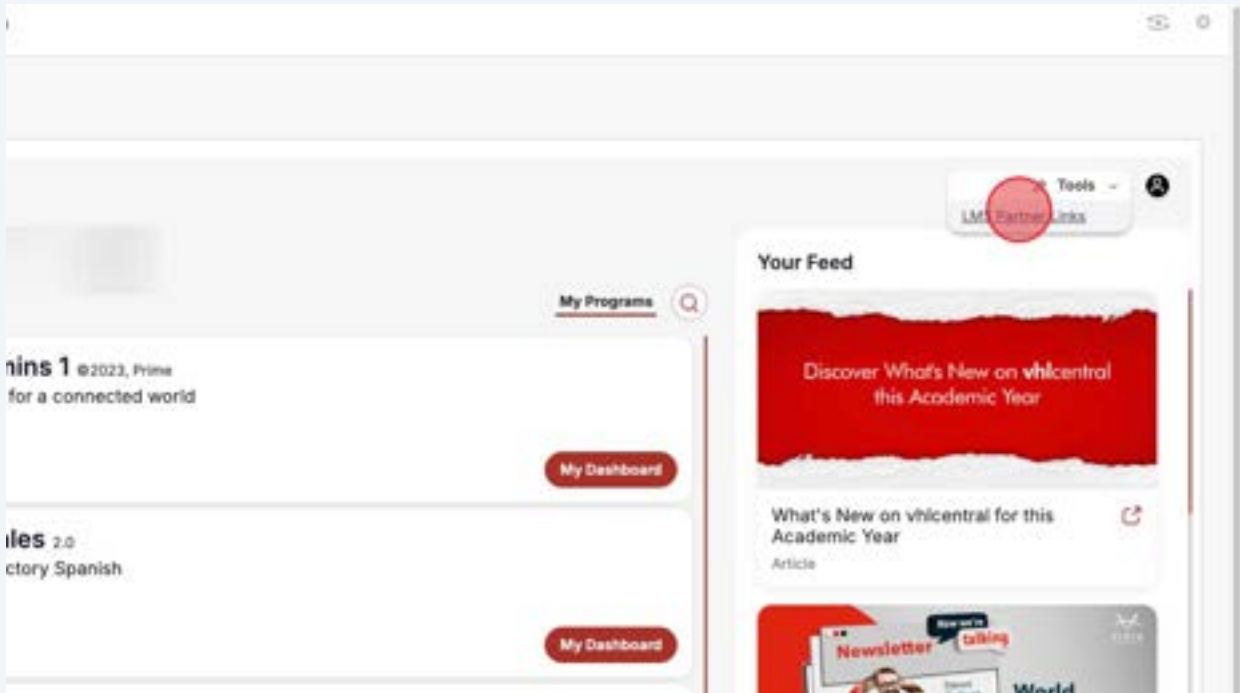 Tools
LMS Partner Links
Your Feed
My Programs
Discover What's New on vhlcentral
this Academic Year
mins 1 ©2023, Prime
for a connected world
My Dashboard
What's New on vhlcentral for this
Academic Year
Article
ales 2.0
ctory Spanish
My Dashboard
Newsletter
Now we're
talking
World